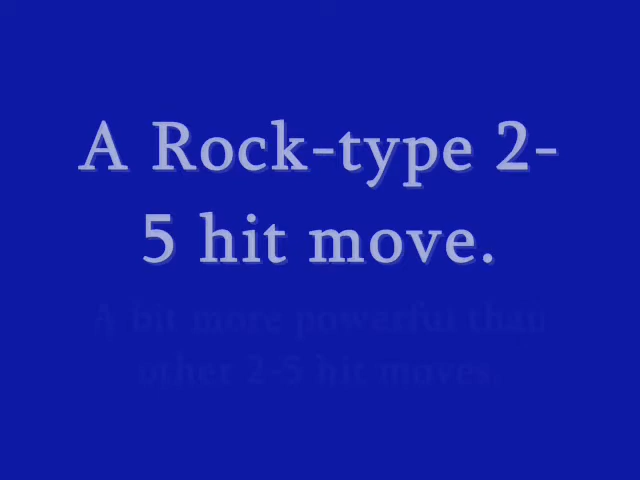 A Rock-type 2-
5 hit move.
A bit more powerful than
other 2-5 hit moves.